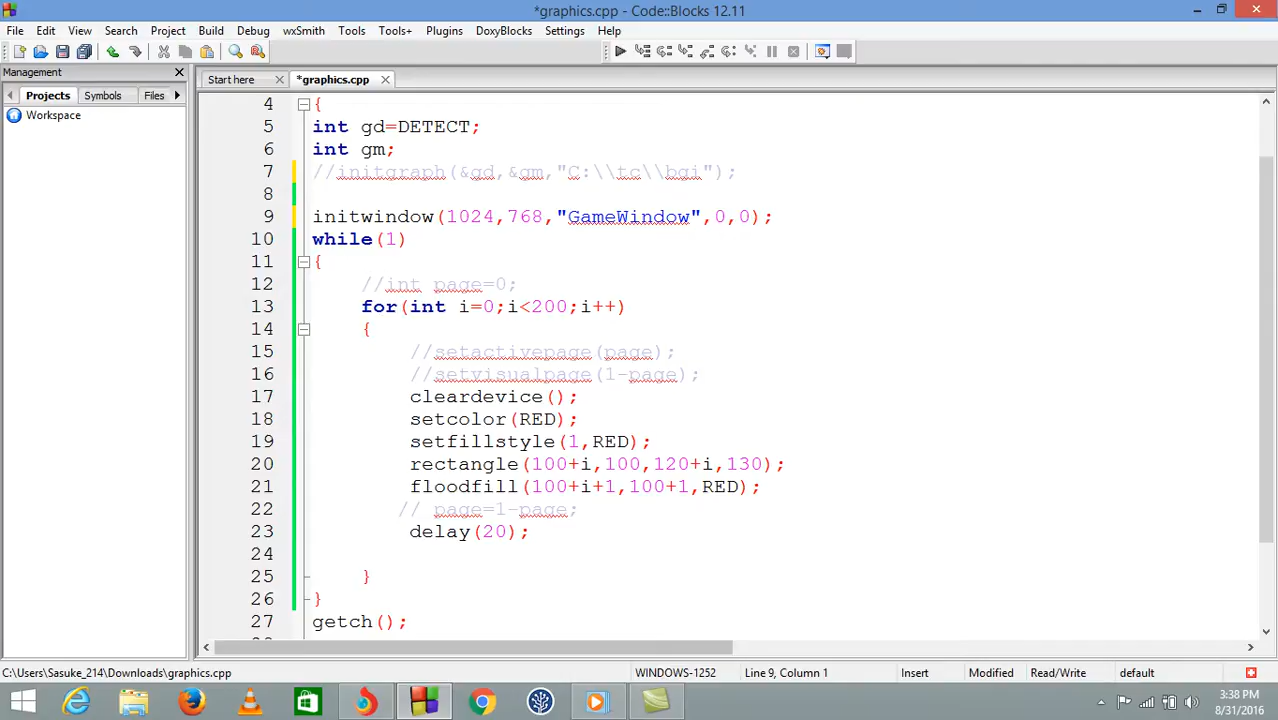 *graphics.cpp - Code::Blocks 12.11
File Edit View Search Project Build Debug wxSmith Tools Tools+ Plugins DoxyBlocks Settings Help
Management
Start here *graphics.cpp
Projects Symbols Files
Workspace
4 {
5 int gd=DETECT;
6 int gm;
7 //initgraph(&gd,&gm,"C:\\tc\\bgi");
8
9 initwindow(1024,768,"GameWindow",0,0);
10 while(1)
11 {
12 //int page=0;
13 for(int i=0;i<200;i++)
14 {
15 //setactivepage(page);
16 //setvisualpage(1-page);
17 cleardevice();
18 setcolor(RED);
19 setfillstyle(1,RED);
20 rectangle(100+i,100,120+i,130);
21 floodfill(100+i+1,100+1,RED);
22 // page=1-page;
23 delay(20);
24
25 }
26 }
27 getch();
C:\Users\Sasuke_214\Downloads\graphics.cpp WINDOWS-1252 Line 9, Column 1 Insert Modified Read/Write default
3:38 PM
8/31/2016